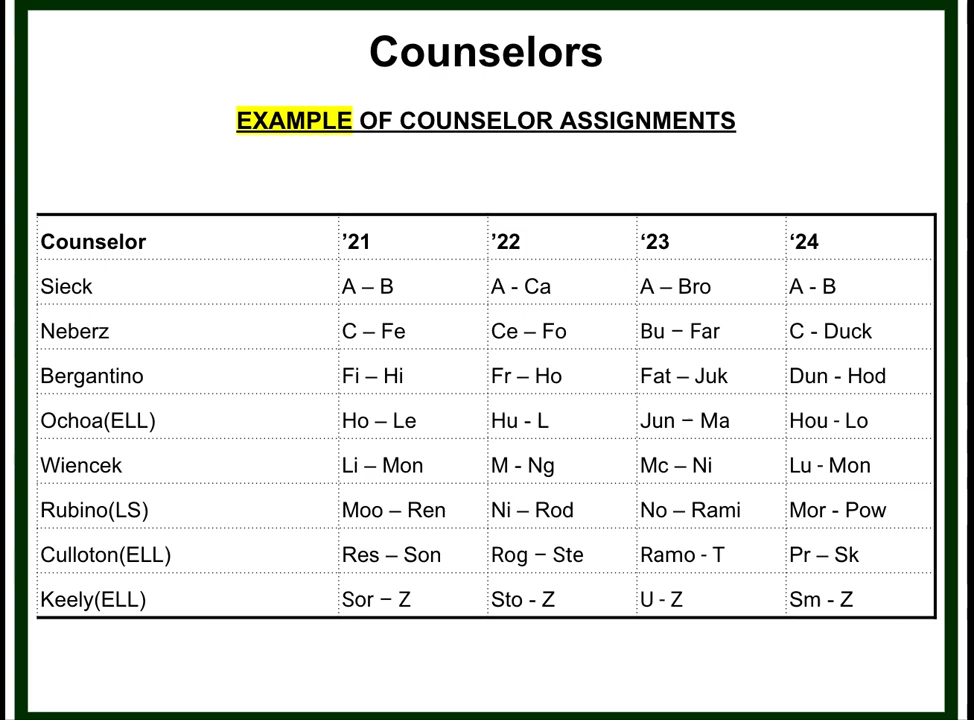 Counselors
EXAMPLE OF COUNSELOR ASSIGNMENTS
Counselor ’21 ’22 ‘23 ‘24
Sieck A – B A - Ca A – Bro A - B
Neberz C – Fe Ce – Fo Bu – Far C - Duck
Bergantino Fi – Hi Fr – Ho Fat – Juk Dun - Hod
Ochoa(ELL) Ho – Le Hu - L Jun – Ma Hou - Lo
Wiencek Li – Mon M - Ng Mc – Ni Lu - Mon
Rubino(LS) Moo – Ren Ni – Rod No – Rami Mor - Pow
Culloton(ELL) Res – Son Rog – Ste Ramo - T Pr – Sk
Keely(ELL) Sor – Z Sto - Z U - Z Sm - Z